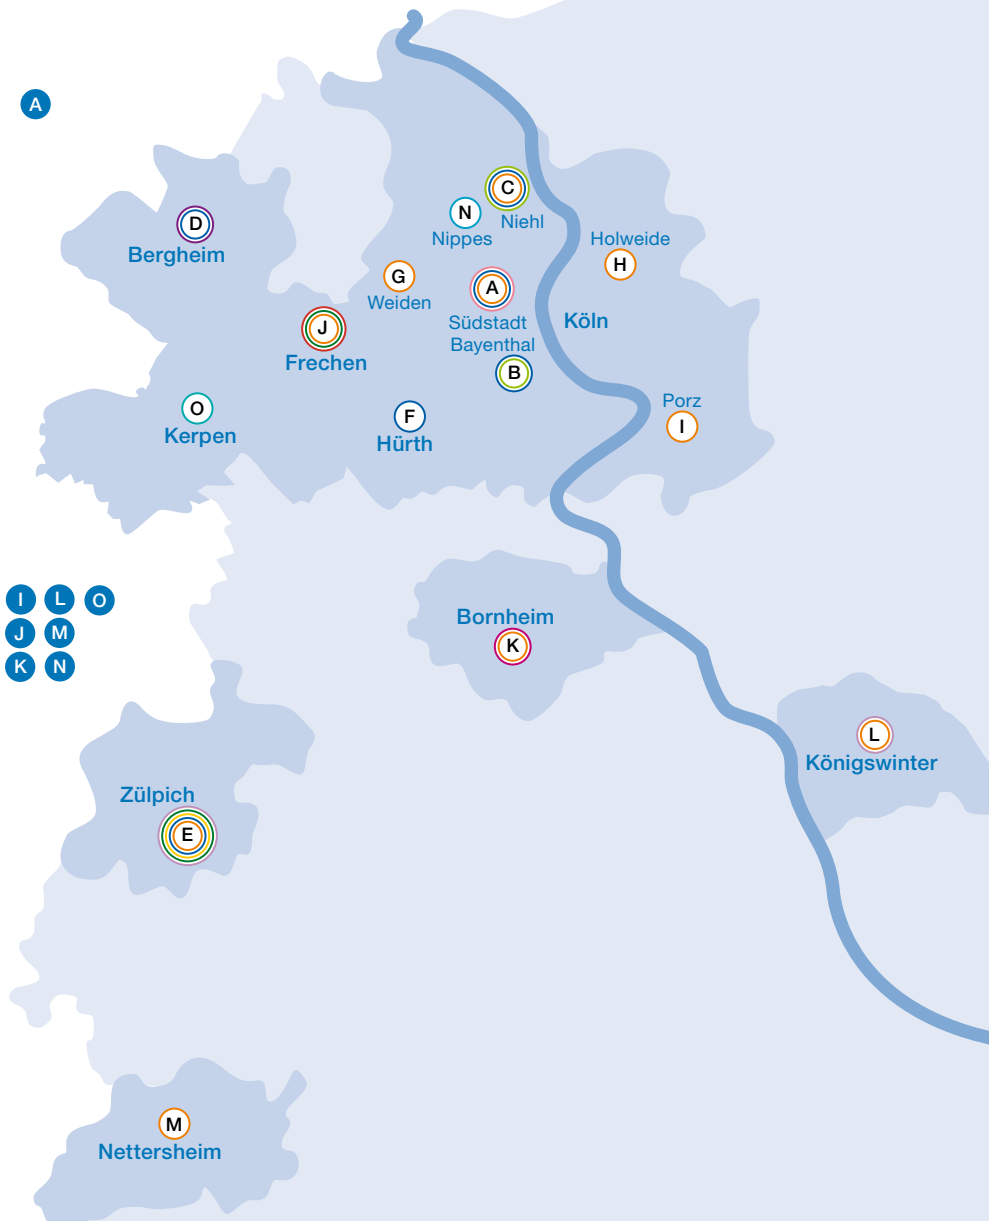 A
C
N
Niehl
D
Nippes
Holweide
Bergheim
H
G
A
Weiden
Südstadt
Köln
J
Bayenthal
Frechen
B
Porz
O
F
I
Kerpen
Hürth
I L O
J M
K N
Bornheim
K
L
Königswinter
Zülpich
E
M
Nettersheim